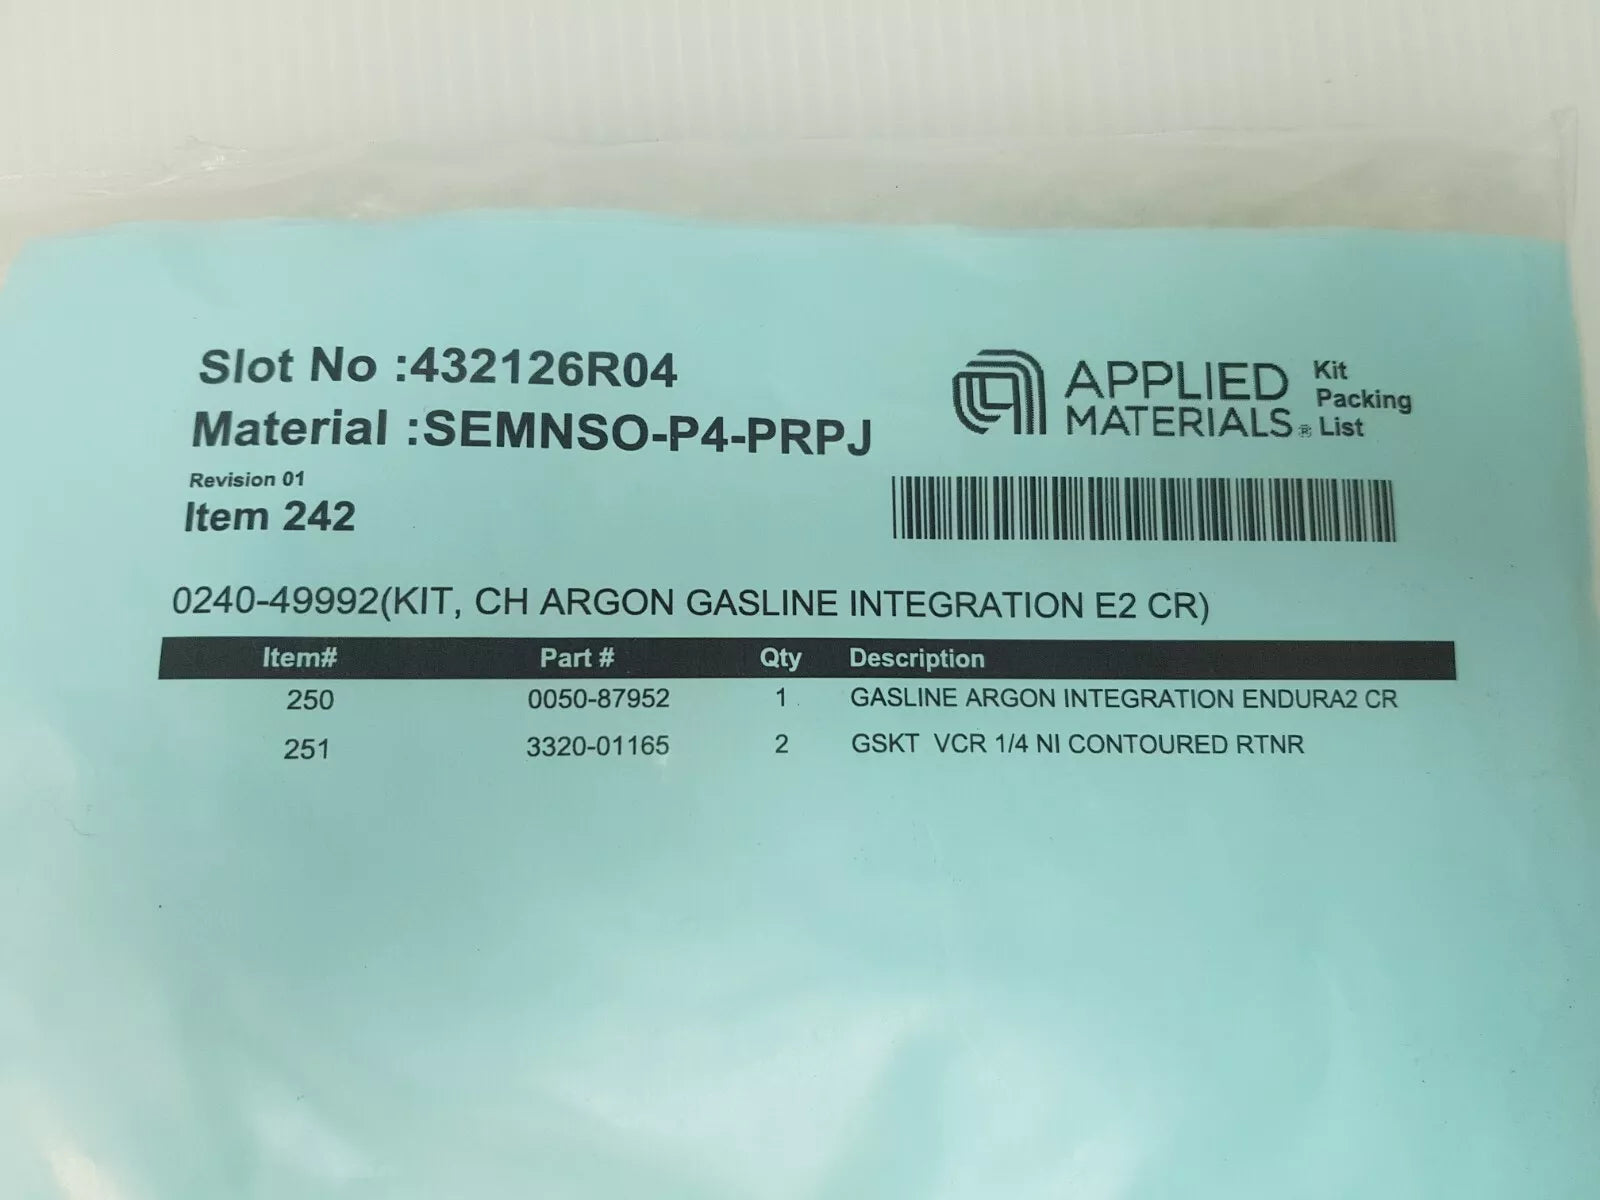 Slot No :432126R04
Material :SEMNSO-P4-PRPJ
Revision 01
Item 242
APPLIED
MATERIALS®
Kit
Packing
List
0240-49992(KIT, CH ARGON GASLINE INTEGRATION E2 CR)
Item# Part # Qty Description
250 0050-87952 1 GASLINE ARGON INTEGRATION ENDURA2 CR
251 3320-01165 2 GSKT VCR 1/4 NI CONTOURED RTNR